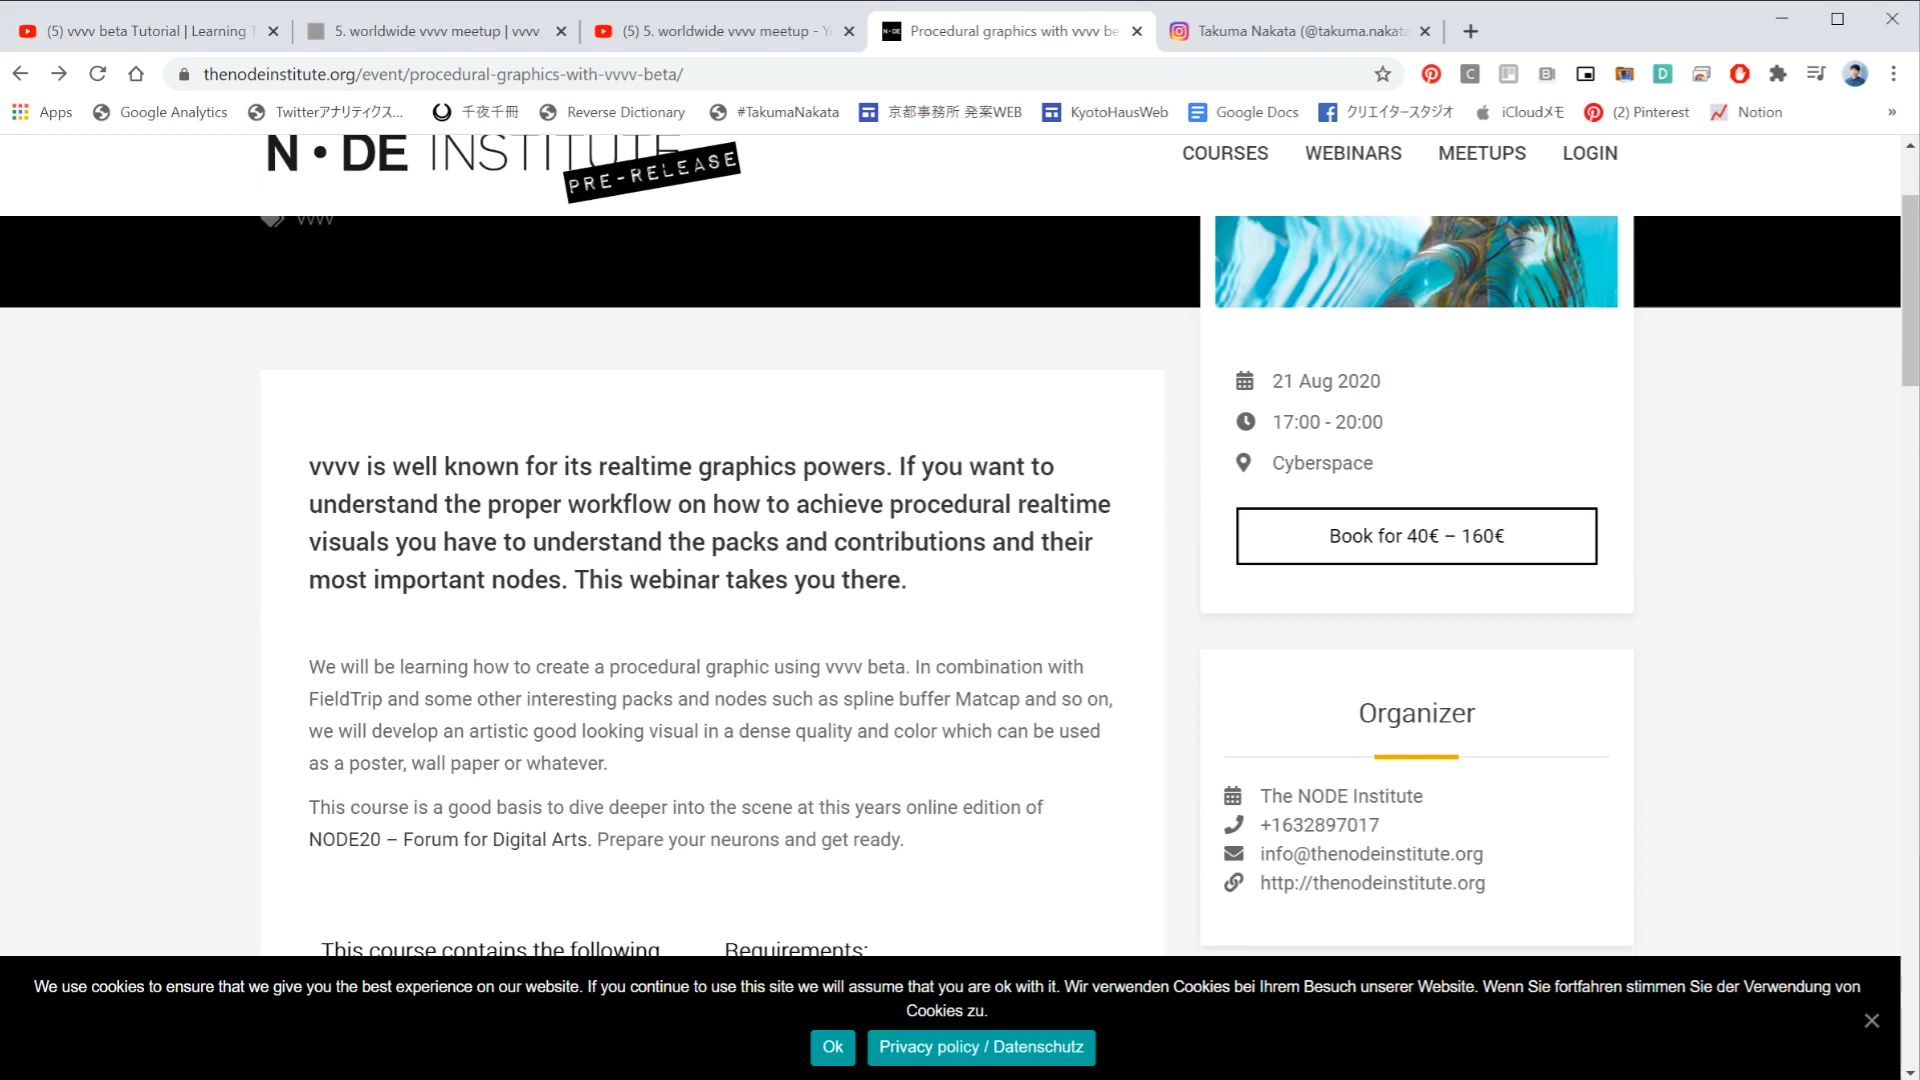 (5) vvvv beta Tutorial | Learning
5. worldwide vvvv meetup | vvvv
(5) 5. worldwide vvvv meetup - Y
Procedural graphics with vvvv be
Takuma Nakata (@takuma.nakat
thenodeinstitute.org/event/procedural-graphics-with-vvvv-beta/
Apps
Google Analytics
Twitterアナリティクス...
千夜千冊
Reverse Dictionary
#TakumaNakata
京都事務所 発案WEB
KyotoHausWeb
Google Docs
クリエイタースタジオ
iCloudメモ
(2) Pinterest
Notion
N•DE INSTITUTE
PRE-RELEASE
COURSES WEBINARS MEETUPS LOGIN
vvvv
21 Aug 2020
17:00 - 20:00
Cyberspace
Book for 40€ – 160€
vvvv is well known for its realtime graphics powers. If you want to
understand the proper workflow on how to achieve procedural realtime
visuals you have to understand the packs and contributions and their
most important nodes. This webinar takes you there.
We will be learning how to create a procedural graphic using vvvv beta. In combination with
FieldTrip and some other interesting packs and nodes such as spline buffer Matcap and so on,
we will develop an artistic good looking visual in a dense quality and color which can be used
as a poster, wall paper or whatever.
This course is a good basis to dive deeper into the scene at this years online edition of
NODE20 – Forum for Digital Arts. Prepare your neurons and get ready.
Organizer
The NODE Institute
+1632897017
info@thenodeinstitute.org
http://thenodeinstitute.org
This course contains the following
Requirements:
We use cookies to ensure that we give you the best experience on our website. If you continue to use this site we will assume that you are ok with it. Wir verwenden Cookies bei Ihrem Besuch unserer Website. Wenn Sie fortfahren stimmen Sie der Verwendung von
Cookies zu.
Ok
Privacy policy / Datenschutz